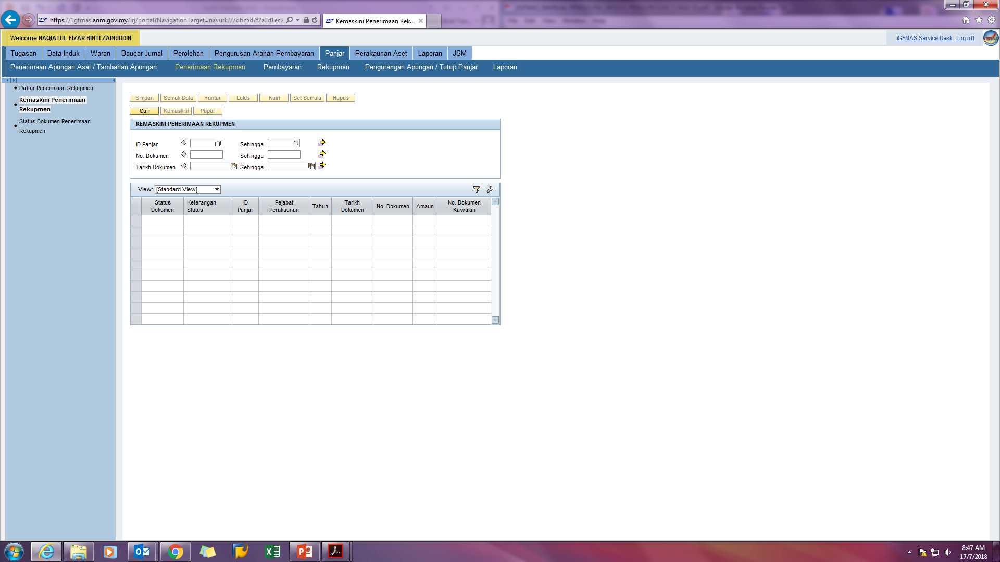 https://1gfmas.anm.gov.my/irj/portal?NavigationTarget=navurl://7dbc5d7f2a0d1ec2
Kemaskini Penerimaan Rek...
Welcome NAQIATUL FIZAR BINTI ZAINUDDIN
iGFMAS Service Desk Log off
Tugasan Data Induk Waran Baucar Jurnal Perolehan Pengurusan Arahan Pembayaran Panjar Perakaunan Aset Laporan JSM
Penerimaan Apungan Asal / Tambahan Apungan Penerimaan Rekupmen Pembayaran Rekupmen Pengurangan Apungan / Tutup Panjar Laporan
Daftar Penerimaan Rekupmen
Kemaskini Penerimaan
Rekupmen
Status Dokumen Penerimaan
Rekupmen
Simpan Semak Data Hantar Lulus Kuiri Set Semula Hapus
Cari Kemaskini Papar
KEMASKINI PENERIMAAN REKUPMEN
ID Panjar Sehingga
No. Dokumen Sehingga
Tarikh Dokumen Sehingga
View: [Standard View]
Status Dokumen Keterangan Status ID Panjar Pejabat Perakaunan Tahun Tarikh Dokumen No. Dokumen Amaun No. Dokumen Kawalan
8:47 AM
17/7/2018